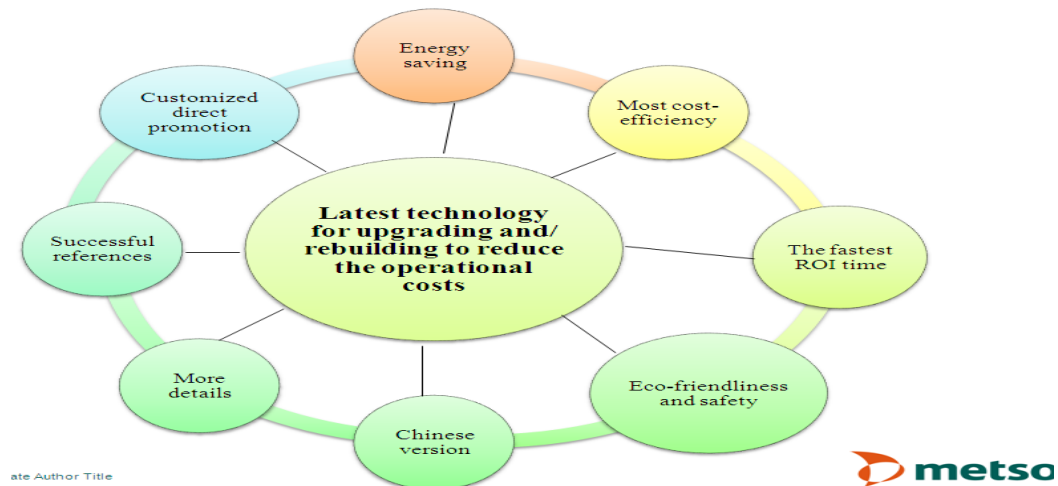 Energy
saving
Customized
direct
promotion
Most cost-
efficiency
Latest technology
for upgrading and/
rebuilding to reduce
the operational
costs
Successful
references
The fastest
ROI time
More
details
Eco-friendliness
and safety
Chinese
version
ate Author Title
metso